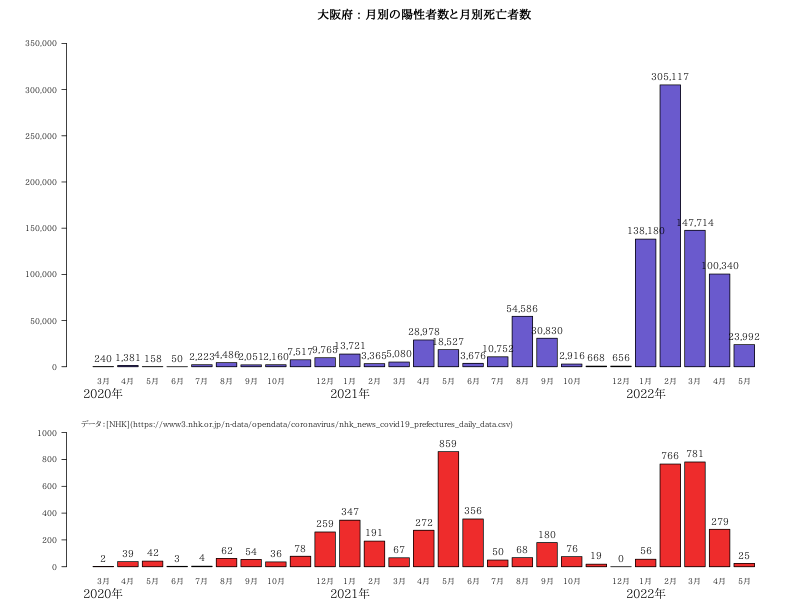 大阪府：月別の陽性者数と月別死亡者数
350,000
300,000
250,000
200,000
150,000
100,000
50,000
0
240 1,381 158 50 2,223 4,486 2,051 2,160 7,517 9,765 13,721 3,365 5,080 28,978 18,527 3,676 10,752 54,586 30,830 2,916 668 656 138,180 305,117 147,714 100,340 23,992
3月 4月 5月 6月 7月 8月 9月 10月 12月 1月 2月 3月 4月 5月 6月 7月 8月 9月 10月 12月 1月 2月 3月 4月 5月
2020年 2021年 2022年
データ:[NHK](https://www3.nhk.or.jp/n-data/opendata/coronavirus/nhk_news_covid19_prefectures_daily_data.csv)
1000
800
600
400
200
0
2 39 42 3 4 62 54 36 78 259 347 191 67 272 859 356 50 68 180 76 19 0 56 766 781 279 25
3月 4月 5月 6月 7月 8月 9月 10月 12月 1月 2月 3月 4月 5月 6月 7月 8月 9月 10月 12月 1月 2月 3月 4月 5月
2020年 2021年 2022年